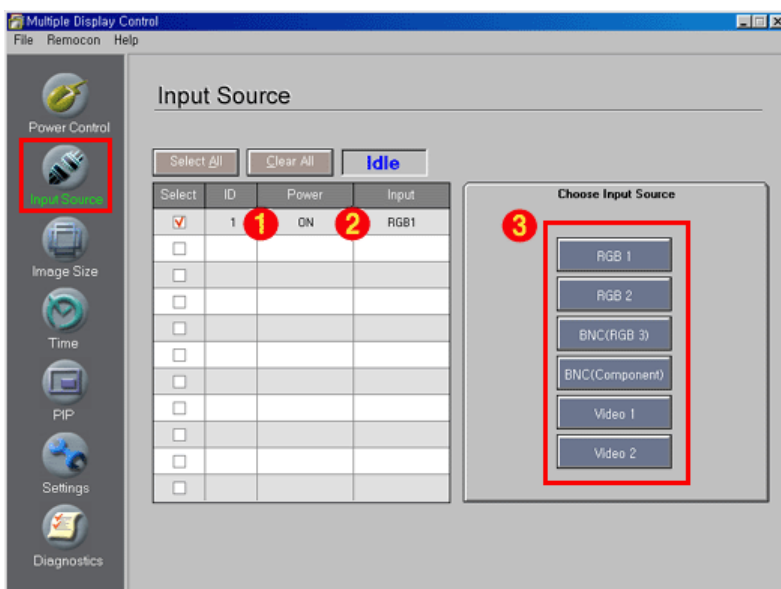 Multiple Display Control
File Remocon Help
Power Control
Input Source
Image Size
Time
PIP
Settings
Diagnostics
Input Source
Select All Clear All Idle
Select ID Power Input
1 1 ON 2 RGB1
Choose Input Source
3
RGB 1
RGB 2
BNC(RGB 3)
BNC(Component)
Video 1
Video 2